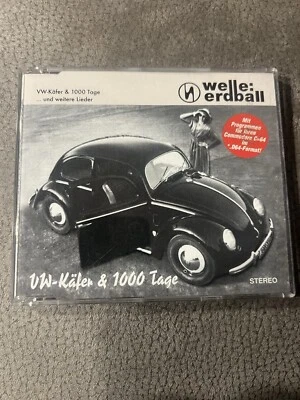 VW-Käfer & 1000 Tage
... und weitere Lieder
welle:
erdball
Mit
Programmen
für Ihren
Commodore C=64
im
*.D64-Format!
VW-Käfer & 1000 Tage
STEREO